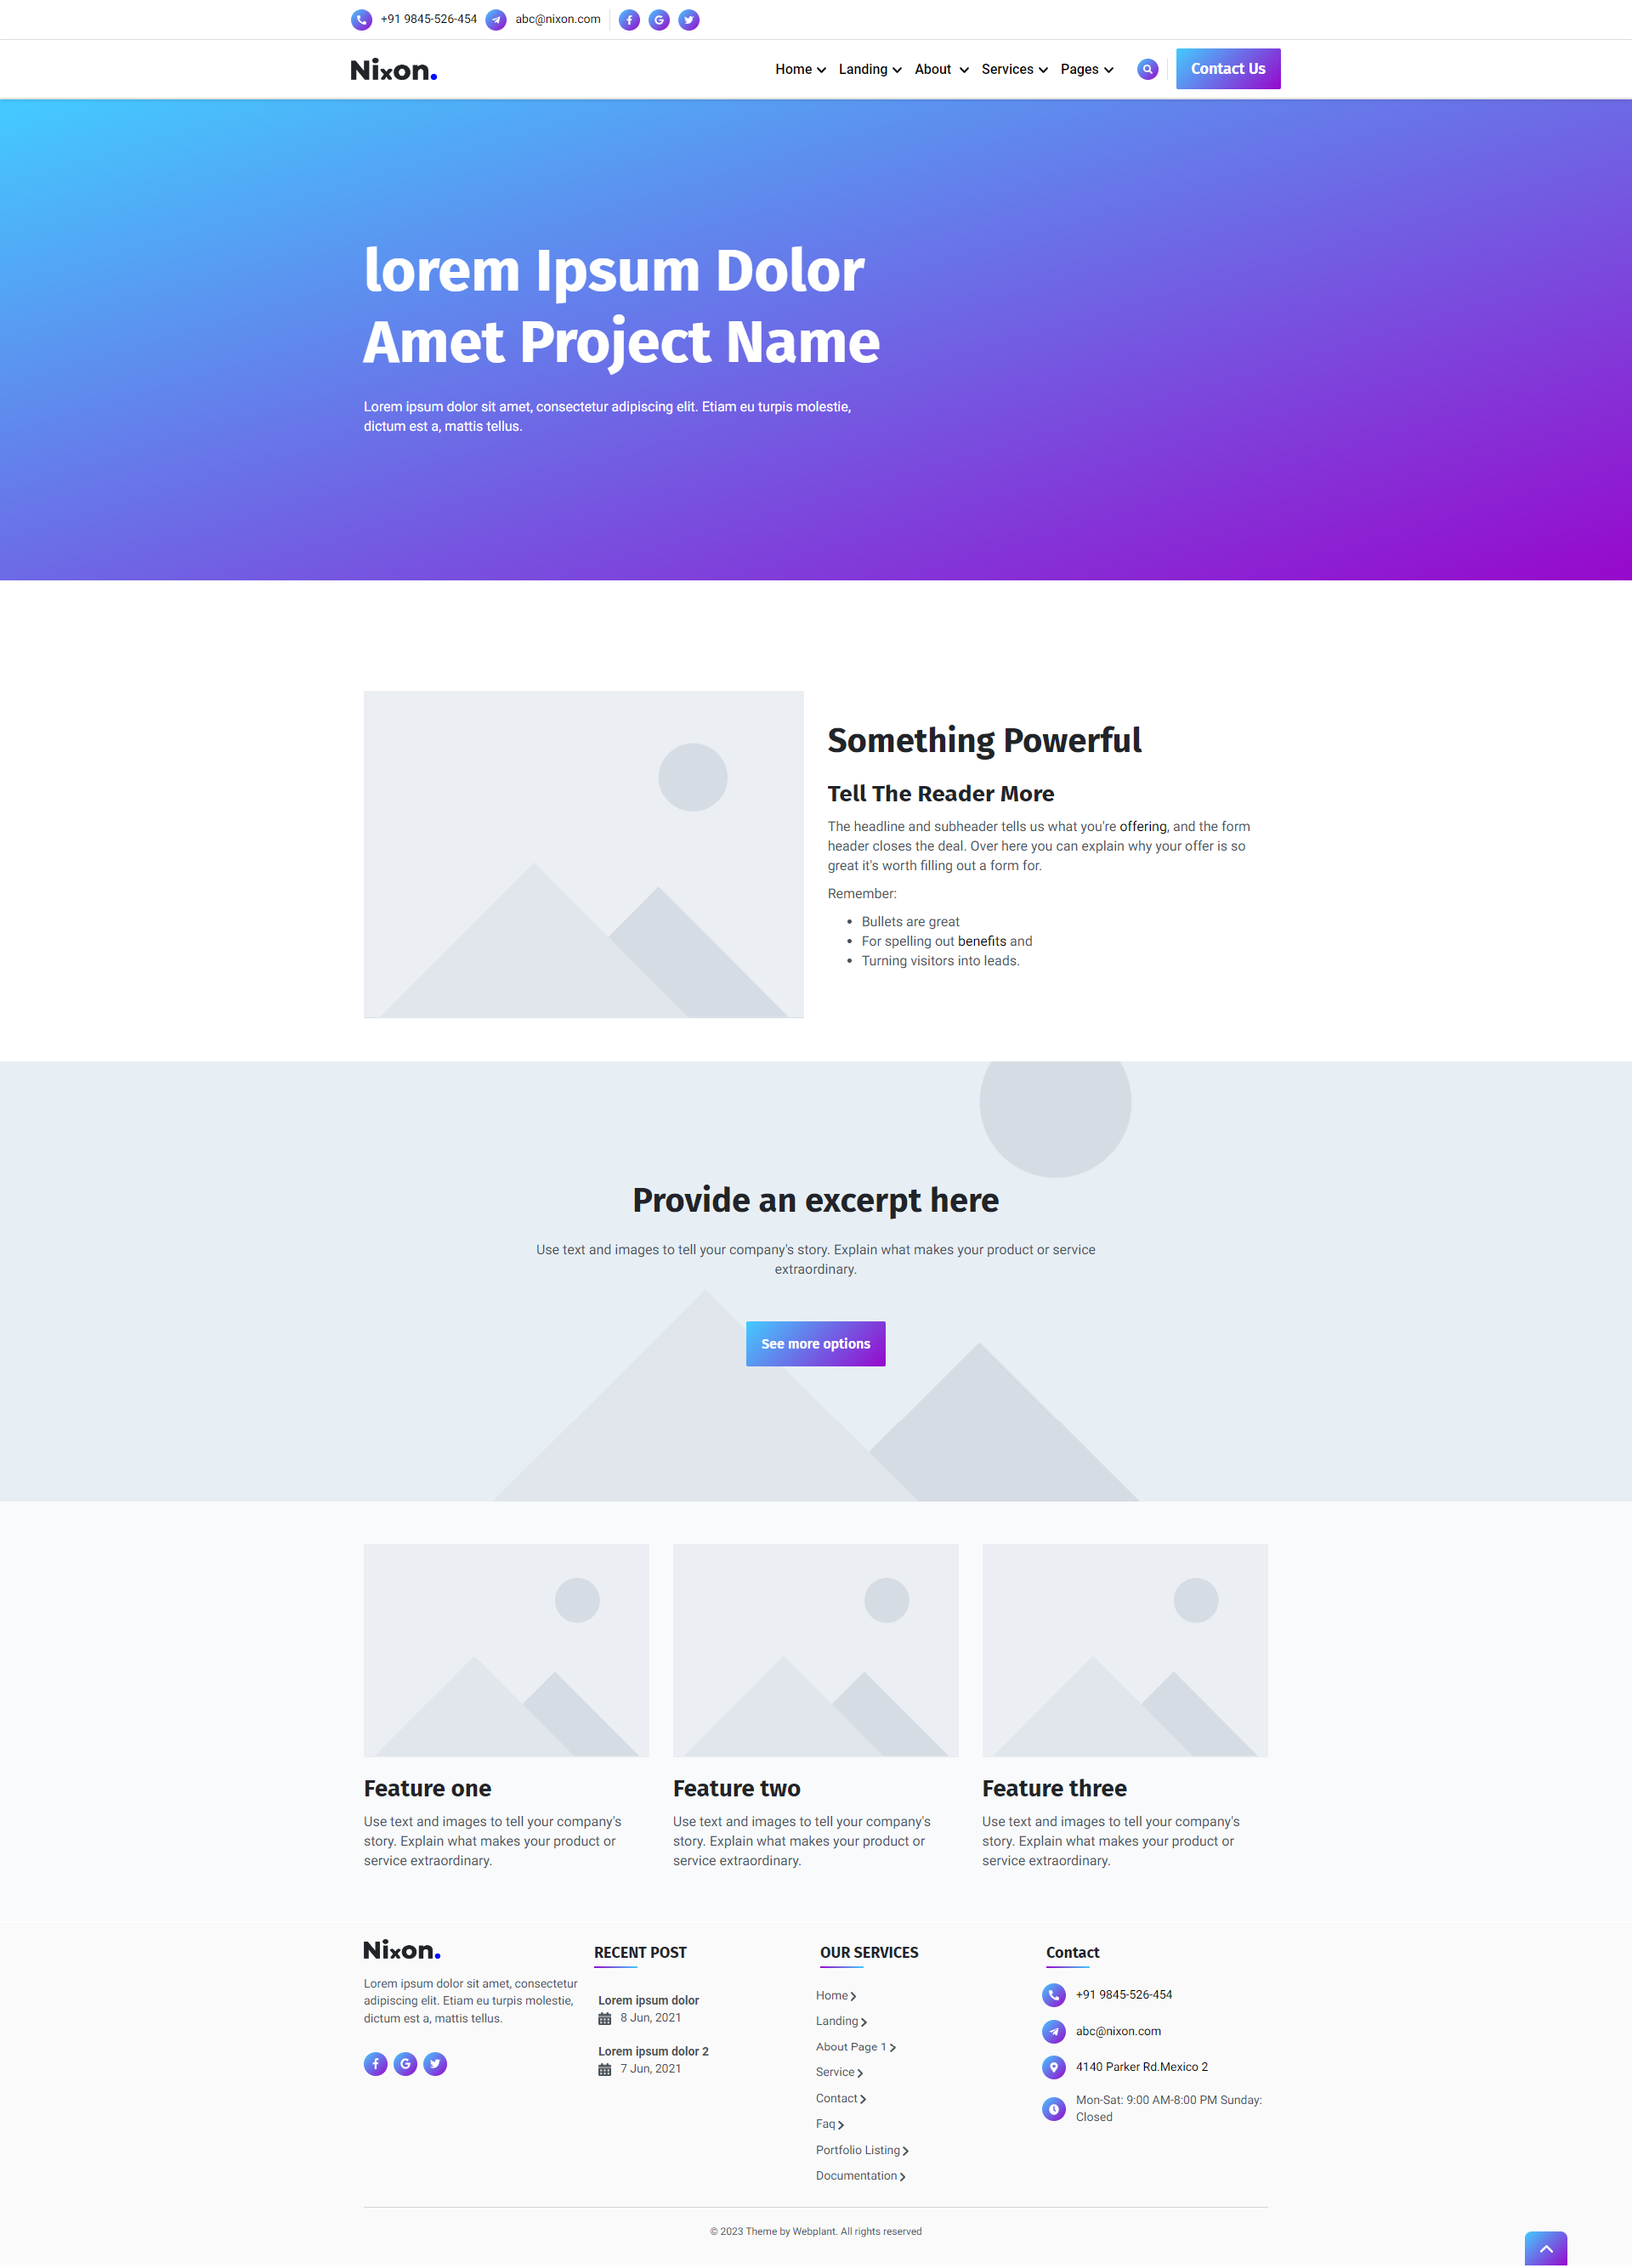 +91 9845-526-454 abc@nixon.com
Nixon. Home Landing About Services Pages Contact Us
lorem Ipsum Dolor
Amet Project Name
Lorem ipsum dolor sit amet, consectetur adipiscing elit. Etiam eu turpis molestie,
dictum est a, mattis tellus.
Something Powerful
Tell The Reader More
The headline and subheader tells us what you're offering, and the form
header closes the deal. Over here you can explain why your offer is so
great it's worth filling out a form for.
Remember:
• Bullets are great
• For spelling out benefits and
• Turning visitors into leads.
Provide an excerpt here
Use text and images to tell your company's story. Explain what makes your product or service
extraordinary.
See more options
Feature one
Use text and images to tell your company's
story. Explain what makes your product or
service extraordinary.
Feature two
Use text and images to tell your company's
story. Explain what makes your product or
service extraordinary.
Feature three
Use text and images to tell your company's
story. Explain what makes your product or
service extraordinary.
Nixon.
Lorem ipsum dolor sit amet, consectetur
adipiscing elit. Etiam eu turpis molestie,
dictum est a, mattis tellus.
RECENT POST
Lorem ipsum dolor
8 Jun, 2021
Lorem ipsum dolor 2
7 Jun, 2021
OUR SERVICES
Home
Landing
About Page 1
Service
Contact
Faq
Portfolio Listing
Documentation
Contact
+91 9845-526-454
abc@nixon.com
4140 Parker Rd.Mexico 2
Mon-Sat: 9:00 AM-8:00 PM Sunday:
Closed
© 2023 Theme by Webplant. All rights reserved